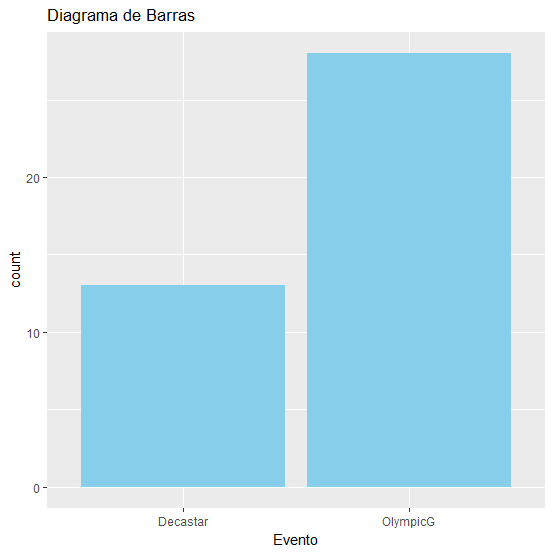 Diagrama de Barras
count
20
10
0
Decastar
OlympicG
Evento